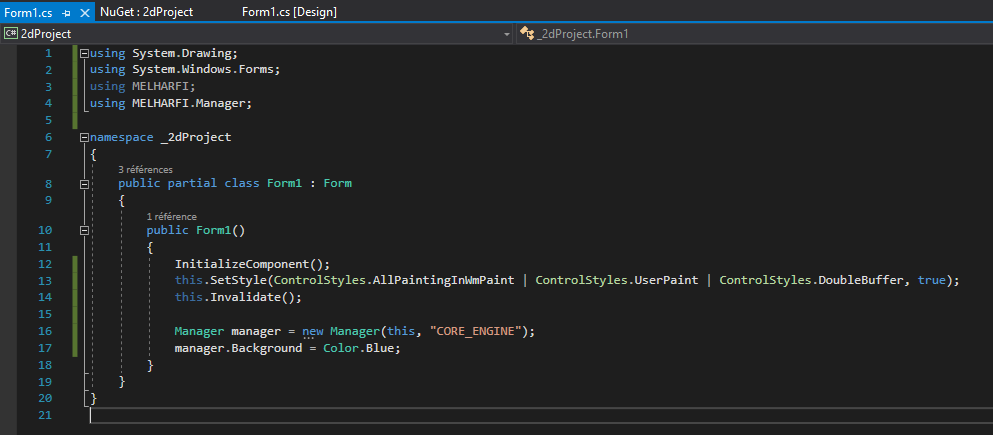 Form1.cs NuGet : 2dProject Form1.cs [Design]
C# 2dProject _2dProject.Form1
1 using System.Drawing;
2 using System.Windows.Forms;
3 using MELHARFI;
4 using MELHARFI.Manager;
5
6 namespace _2dProject
7 {
3 références
8 public partial class Form1 : Form
9 {
1 référence
10 public Form1()
11 {
12 InitializeComponent();
13 this.SetStyle(ControlStyles.AllPaintingInWmPaint | ControlStyles.UserPaint | ControlStyles.DoubleBuffer, true);
14 this.Invalidate();
15
16 Manager manager = new Manager(this, "CORE_ENGINE");
17 manager.Background = Color.Blue;
18 }
19 }
20 }
21